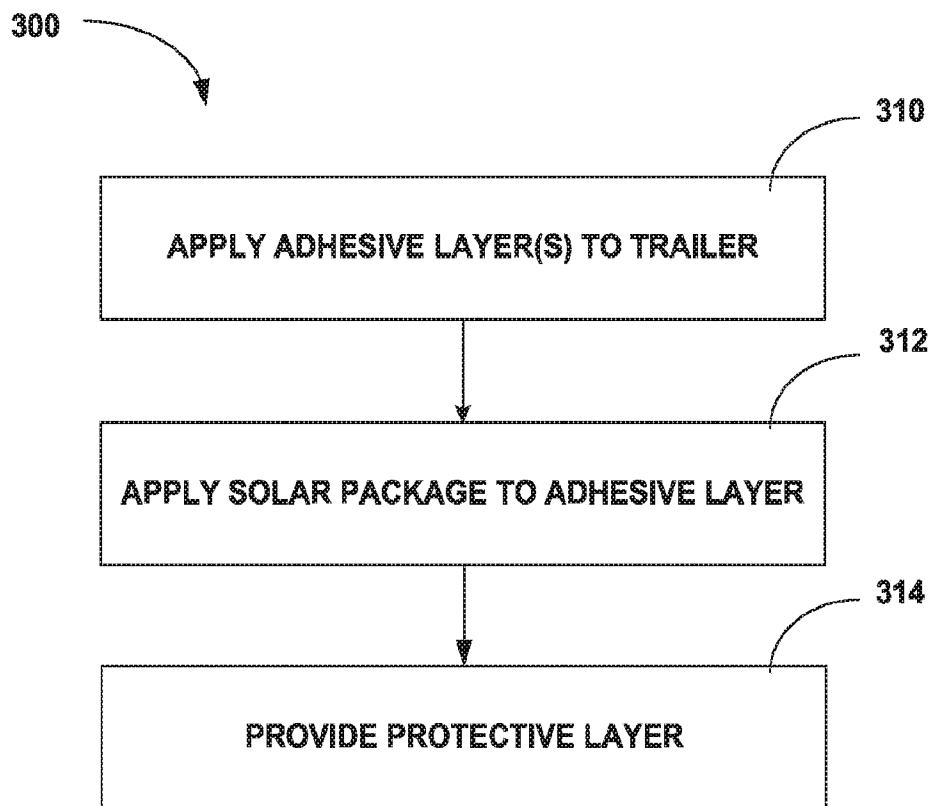 300
310
APPLY ADHESIVE LAYER(S) TO TRAILER
312
APPLY SOLAR PACKAGE TO ADHESIVE LAYER
314
PROVIDE PROTECTIVE LAYER